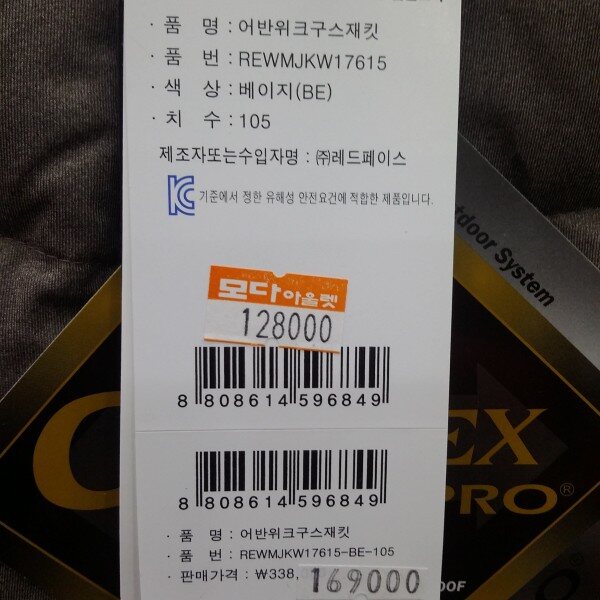 · 품 명 : 어반위크구스재킷
· 품 번 : REWMJKW17615
· 색 상 : 베이지(BE)
· 치 수 : 105
제조자또는수입자명 : ㈜레드페이스
KC 기준에서 정한 유해성 안전요건에 적합한 제품입니다.
tdoor System
모다아울렛
128000
8 808614 596849
EX
PRO®
8 808614 596849
· 품 명 : 어반위크구스재킷
· 품 번 : REWMJKW17615-BE-105
· 판매가격 : ₩338,
169000
OOF